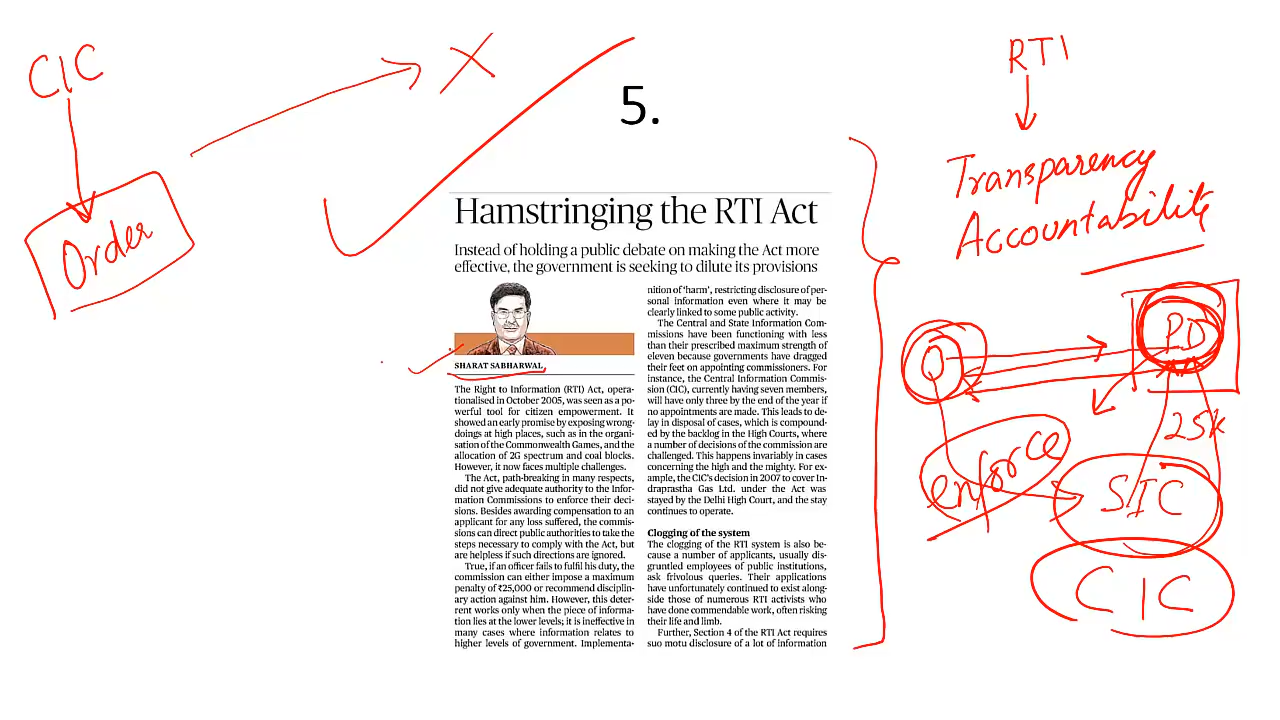 CIC
Order
X
5.
Hamstringing the RTI Act
Instead of holding a public debate on making the Act more
effective, the government is seeking to dilute its provisions
SHARAT SABHARWAL
The Right to Information (RTI) Act, opera-
tionalised in October 2005, was seen as a po-
werful tool for citizen empowerment. It
showed an early promise by exposing wrong-
doings at high places, such as in the organi-
sation of the Commonwealth Games, and the
allocation of 2G spectrum and coal blocks.
However, it now faces multiple challenges.
The Act, path-breaking in many respects,
did not give adequate authority to the Infor-
mation Commissions to enforce their deci-
sions. Besides awarding compensation to an
applicant for any loss suffered, the commis-
sions can direct public authorities to take the
steps necessary to comply with the Act, but
are helpless if such directions are ignored.
True, if an officer fails to fulfil his duty, the
commission can either impose a maximum
penalty of ₹25,000 or recommend disciplin-
ary action against him. However, this deter-
rent works only when the piece of informa-
tion lies at the lower levels; it is ineffective in
many cases where information relates to
higher levels of government. Implementa-
nition of ‘harm’, restricting disclosure of per-
sonal information even where it may be
clearly linked to some public activity.
The Central and State Information Com-
missions have been functioning with less
than their prescribed maximum strength of
eleven because governments have dragged
their feet on appointing commissioners. For
instance, the Central Information Commis-
sion (CIC), currently having seven members,
will have only three by the end of the year if
no appointments are made. This leads to de-
lay in disposal of cases, which is compound-
ed by the backlog in the High Courts, where
a number of decisions of the commission are
challenged. This happens invariably in cases
concerning the high and the mighty. For ex-
ample, the CIC’s decision in 2007 to cover In-
draprastha Gas Ltd. under the Act was
stayed by the Delhi High Court, and the stay
continues to operate.
Clogging of the system
The clogging of the RTI system is also be-
cause a number of applicants, usually dis-
gruntled employees of public institutions,
ask frivolous queries. Their applications
have unfortunately continued to exist along-
side those of numerous RTI activists who
have done commendable work, often risking
their life and limb.
Further, Section 4 of the RTI Act requires
suo motu disclosure of a lot of information
RTI
Transparency
Accountability
25k
enforce
SIC
CIC